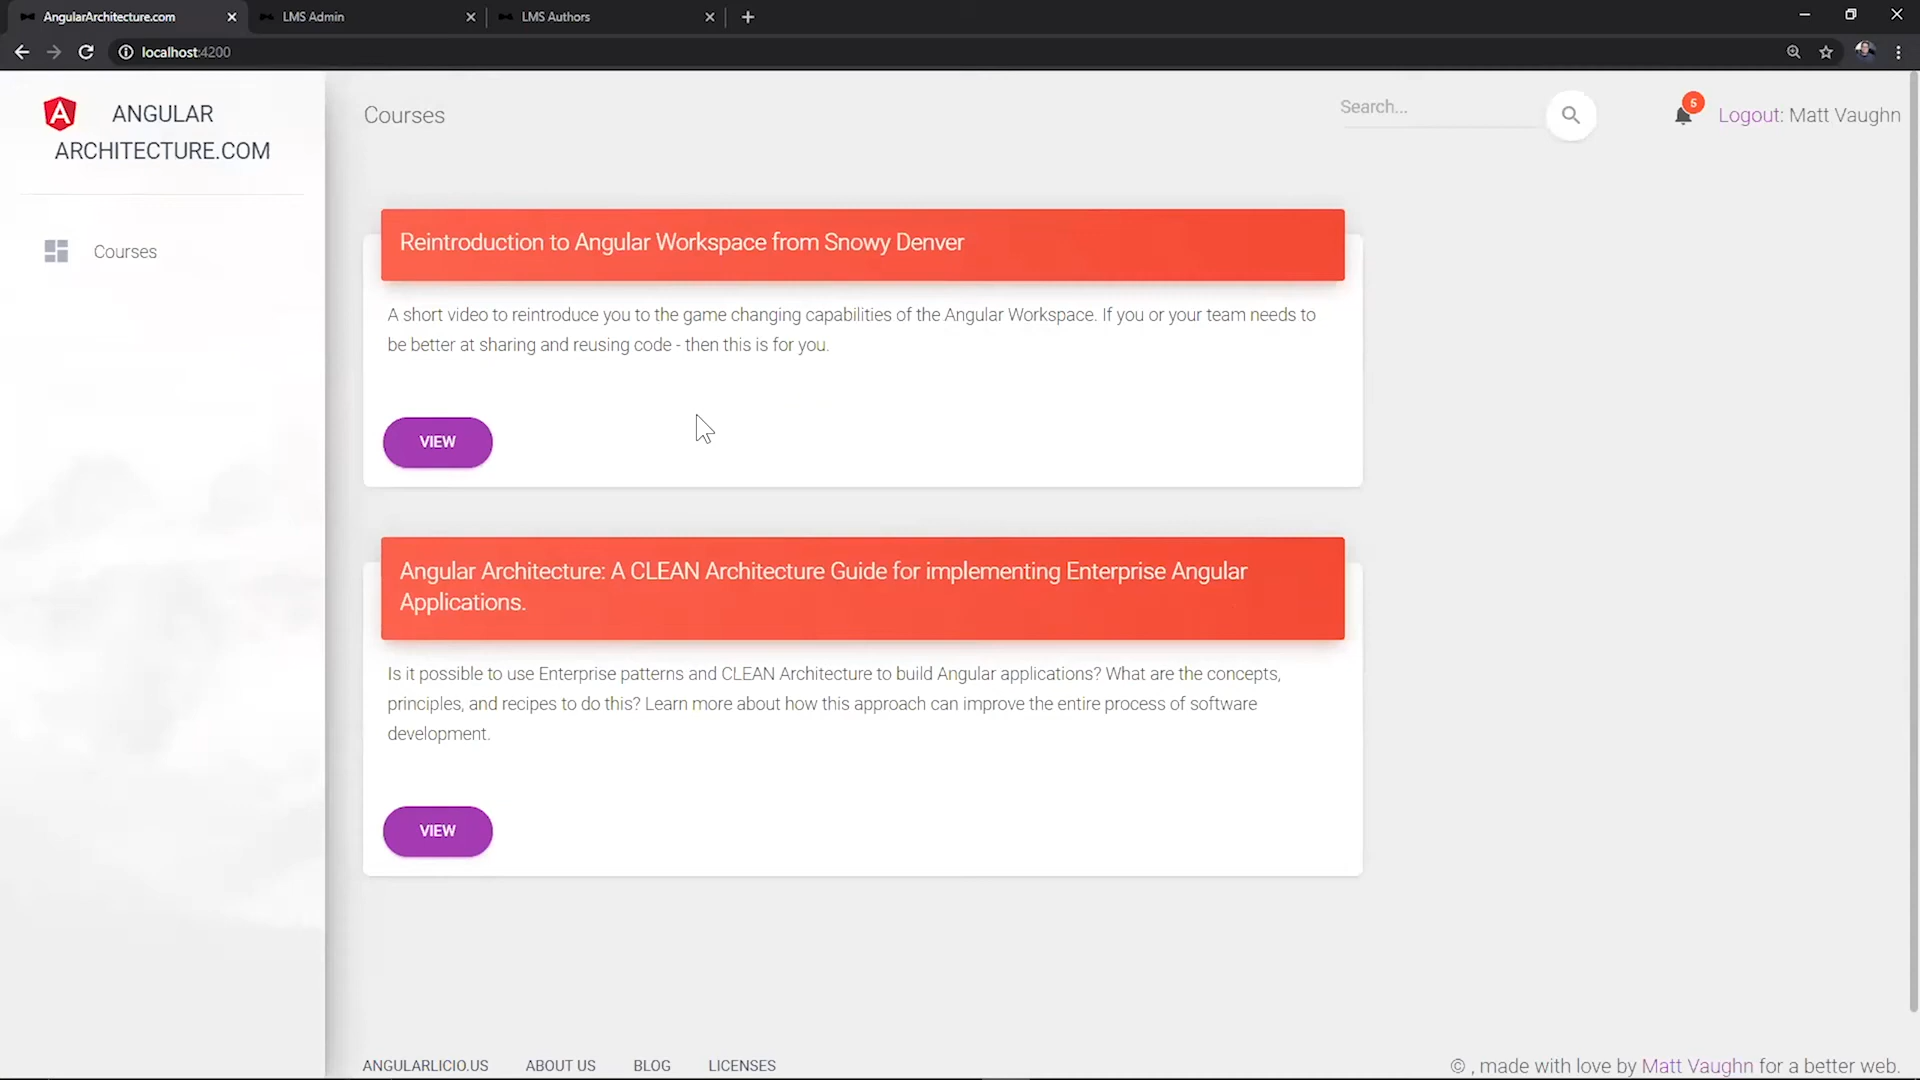 AngularArchitecture.com
LMS Admin
LMS Authors
localhost:4200
ANGULAR
ARCHITECTURE.COM
Courses
Search...
5
Logout: Matt Vaughn
Courses
Reintroduction to Angular Workspace from Snowy Denver
A short video to reintroduce you to the game changing capabilities of the Angular Workspace. If you or your team needs to
be better at sharing and reusing code - then this is for you.
VIEW
Angular Architecture: A CLEAN Architecture Guide for implementing Enterprise Angular
Applications.
Is it possible to use Enterprise patterns and CLEAN Architecture to build Angular applications? What are the concepts,
principles, and recipes to do this? Learn more about how this approach can improve the entire process of software
development.
VIEW
ANGULARLICIO.US ABOUT US BLOG LICENSES
© , made with love by Matt Vaughn for a better web.